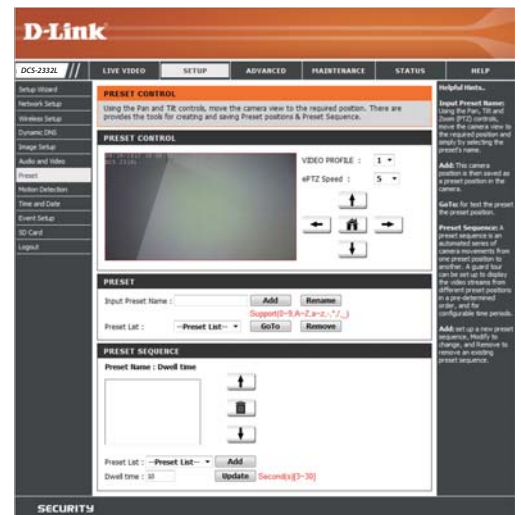 D-Link
DCS-2332L
LIVE VIDEO SETUP ADVANCED MAINTENANCE STATUS HELP
Setup Wizard
Network Setup
Wireless Setup
Dynamic DNS
Image Setup
Audio and Video
Preset
Motion Detection
Time and Date
Event Setup
SD Card
Logout
PRESET CONTROL
Using the Pan and Tilt controls, move the camera view to the required position. There are
provides the tools for creating and saving Preset positions & Preset Sequence.
PRESET CONTROL
VIDEO PROFILE : 1
ePTZ Speed : 5
PRESET
Input Preset Name : Add Rename
Preset List : --Preset List-- GoTo Remove
PRESET SEQUENCE
Preset Name : Dwell time
Preset List : --Preset List-- Add
Dwell time : 10 Update Second(s)[3~30]
Helpful Hints..
Input Preset Name:
Using the Pan, Tilt and
Zoom (PTZ) controls,
move the camera view to
the required position and
simply by selecting the
preset's name.
Add: This camera
position is then saved as
a preset position in the
camera.
GoTo: for test the preset
the preset position.
Preset Sequence: A
preset sequence is an
automated series of
camera movements from
one preset position to
another. A guard tour
can be set up to display
the video streams from
different preset positions
in a pre-determined
order, and for
configurable time periods.
Add: set up a new preset
sequence, Modify to
change, and Remove to
remove an existing
preset sequence.
SECURITY